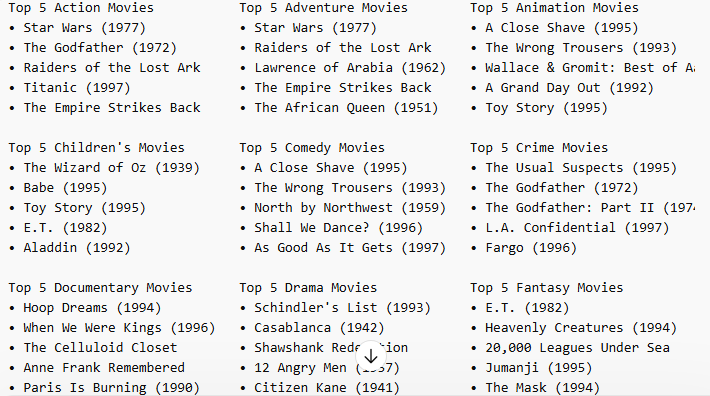 Top 5 Action Movies
• Star Wars (1977)
• The Godfather (1972)
• Raiders of the Lost Ark
• Titanic (1997)
• The Empire Strikes Back
Top 5 Adventure Movies
• Star Wars (1977)
• Raiders of the Lost Ark
• Lawrence of Arabia (1962)
• The Empire Strikes Back
• The African Queen (1951)
Top 5 Animation Movies
• A Close Shave (1995)
• The Wrong Trousers (1993)
• Wallace & Gromit: Best of
• A Grand Day Out (1992)
• Toy Story (1995)
Top 5 Children's Movies
• The Wizard of Oz (1939)
• Babe (1995)
• Toy Story (1995)
• E.T. (1982)
• Aladdin (1992)
Top 5 Comedy Movies
• A Close Shave (1995)
• The Wrong Trousers (1993)
• North by Northwest (1959)
• Shall We Dance? (1996)
• As Good As It Gets (1997)
Top 5 Crime Movies
• The Usual Suspects (1995)
• The Godfather (1972)
• The Godfather: Part II (1974
• L.A. Confidential (1997)
• Fargo (1996)
Top 5 Documentary Movies
• Hoop Dreams (1994)
• When We Were Kings (1996)
• The Celluloid Closet
• Anne Frank Remembered
• Paris Is Burning (1990)
Top 5 Drama Movies
• Schindler's List (1993)
• Casablanca (1942)
• Shawshank
• 12 Angry Men
• Citizen Kane (1941)
Top 5 Fantasy Movies
• E.T. (1982)
• Heavenly Creatures (1994)
• 20,000 Leagues Under Sea
• Jumanji (1995)
• The Mask (1994)